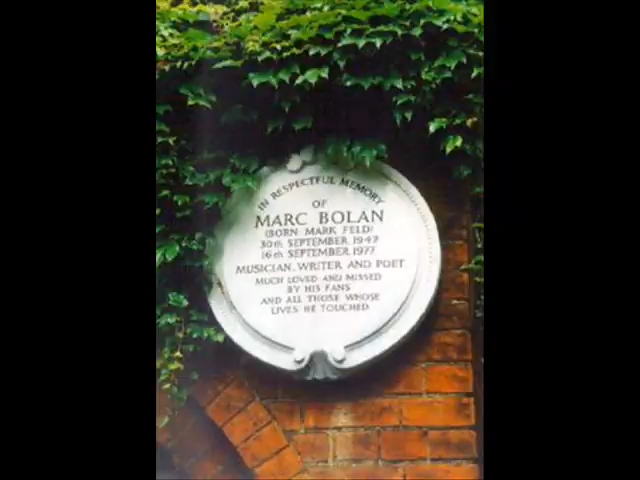 IN RESPECTFUL MEMORY
OF
MARC BOLAN
(BORN MARK FELD)
30th SEPTEMBER 1947
16th SEPTEMBER 1977
MUSICIAN, WRITER AND POET
MUCH LOVED AND MISSED
BY HIS FANS
AND ALL THOSE WHOSE
LIVES HE TOUCHED